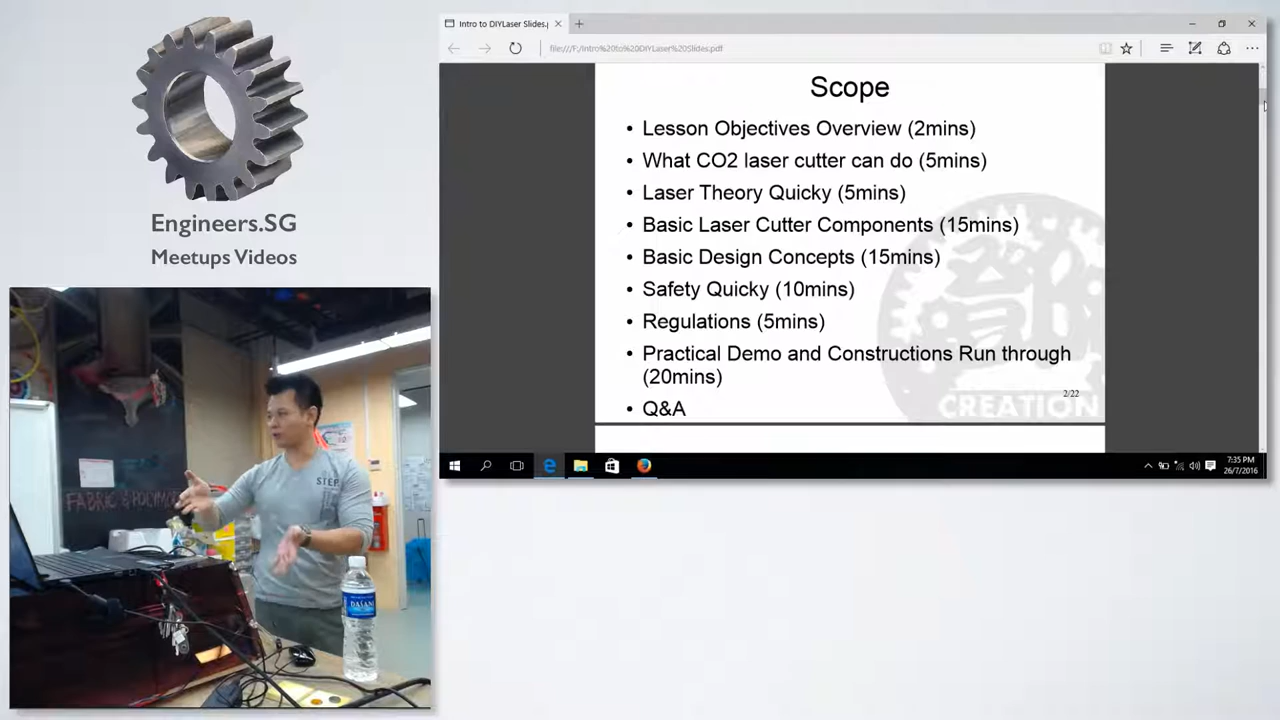 Engineers.SG
Meetups Videos
Intro to DIYLaser Slides.p
file:///F:/Intro%20to%20DIYLaser%20Slides.pdf
Scope
• Lesson Objectives Overview (2mins)
• What CO2 laser cutter can do (5mins)
• Laser Theory Quicky (5mins)
• Basic Laser Cutter Components (15mins)
• Basic Design Concepts (15mins)
• Safety Quicky (10mins)
• Regulations (5mins)
• Practical Demo and Constructions Run through
(20mins)
• Q&A
2/22
CREATION
7:35 PM
26/7/2016
FABRIC &
STEP
DASANI